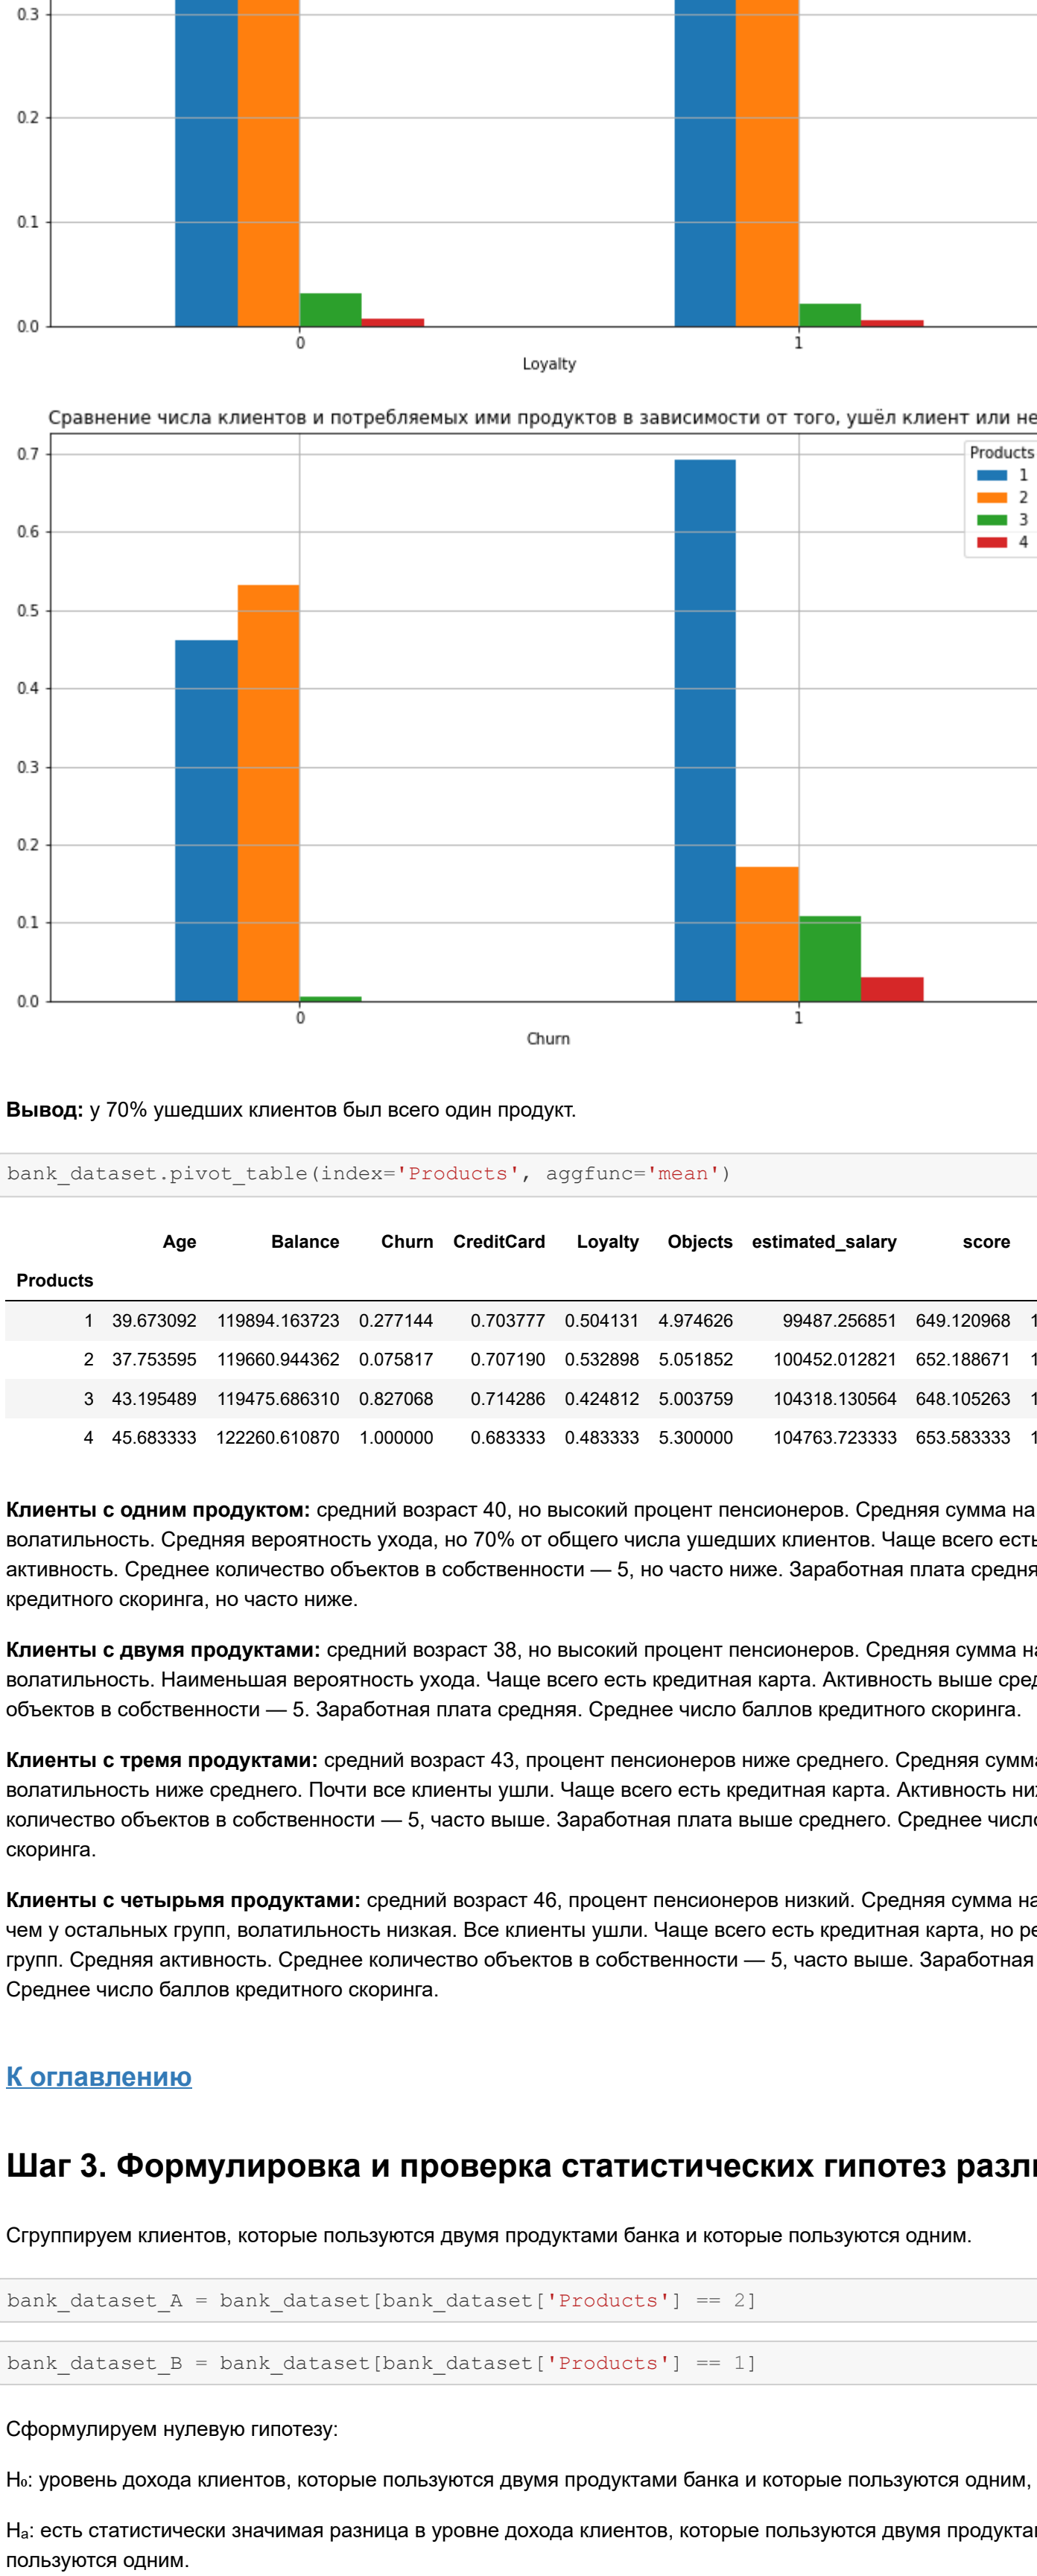 0.3
0.2
0.1
0.0
0 1
Loyalty
Сравнение числа клиентов и потребляемых ими продуктов в зависимости от того, ушёл клиент или не
0.7
Products
1
2
3
4
0.6
0.5
0.4
0.3
0.2
0.1
0.0
0 1
Churn
Вывод: у 70% ушедших клиентов был всего один продукт.
bank_dataset.pivot_table(index='Products', aggfunc='mean')
Age Balance Churn CreditCard Loyalty Objects estimated_salary score
Products
1 39.673092 119894.163723 0.277144 0.703777 0.504131 4.974626 99487.256851 649.120968 1
2 37.753595 119660.944362 0.075817 0.707190 0.532898 5.051852 100452.012821 652.188671 1
3 43.195489 119475.686310 0.827068 0.714286 0.424812 5.003759 104318.130564 648.105263 1
4 45.683333 122260.610870 1.000000 0.683333 0.483333 5.300000 104763.723333 653.583333 1
Клиенты с одним продуктом: средний возраст 40, но высокий процент пенсионеров. Средняя сумма на
волатильность. Средняя вероятность ухода, но 70% от общего числа ушедших клиентов. Чаще всего есть
активность. Среднее количество объектов в собственности — 5, но часто ниже. Заработная плата средня
кредитного скоринга, но часто ниже.
Клиенты с двумя продуктами: средний возраст 38, но высокий процент пенсионеров. Средняя сумма на
волатильность. Наименьшая вероятность ухода. Чаще всего есть кредитная карта. Активность выше сред
объектов в собственности — 5. Заработная плата средняя. Среднее число баллов кредитного скоринга.
Клиенты с тремя продуктами: средний возраст 43, процент пенсионеров ниже среднего. Средняя сумма
волатильность ниже среднего. Почти все клиенты ушли. Чаще всего есть кредитная карта. Активность ни
количество объектов в собственности — 5, часто выше. Заработная плата выше среднего. Среднее число
скоринга.
Клиенты с четырьмя продуктами: средний возраст 46, процент пенсионеров низкий. Средняя сумма на
чем у остальных групп, волатильность низкая. Все клиенты ушли. Чаще всего есть кредитная карта, но ре
групп. Средняя активность. Среднее количество объектов в собственности — 5, часто выше. Заработная
Среднее число баллов кредитного скоринга.
К оглавлению
Шаг 3. Формулировка и проверка статистических гипотез разл
Сгруппируем клиентов, которые пользуются двумя продуктами банка и которые пользуются одним.
bank_dataset_A = bank_dataset[bank_dataset['Products'] == 2]
bank_dataset_B = bank_dataset[bank_dataset['Products'] == 1]
Сформулируем нулевую гипотезу:
H₀: уровень дохода клиентов, которые пользуются двумя продуктами банка и которые пользуются одним,
Hₐ: есть статистически значимая разница в уровне дохода клиентов, которые пользуются двумя продукта
пользуются одним.